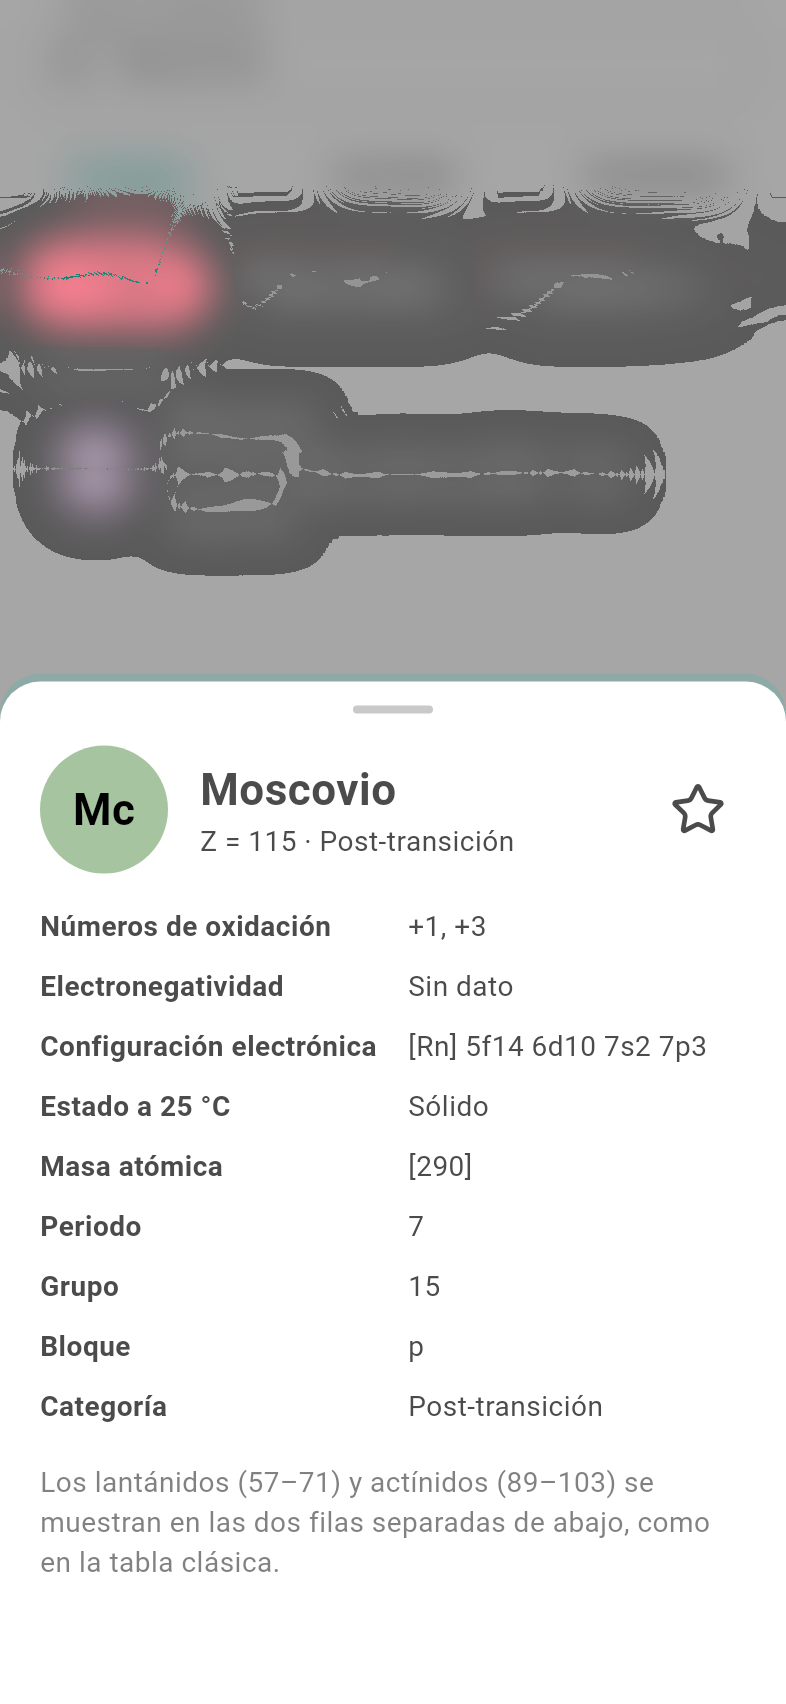 Mc
Moscovio
Z = 115 · Post-transición
Números de oxidación +1, +3
Electronegatividad Sin dato
Configuración electrónica [Rn] 5f14 6d10 7s2 7p3
Estado a 25 °C Sólido
Masa atómica [290]
Periodo 7
Grupo 15
Bloque p
Categoría Post-transición
Los lantánidos (57–71) y actínidos (89–103) se
muestran en las dos filas separadas de abajo, como
en la tabla clásica.